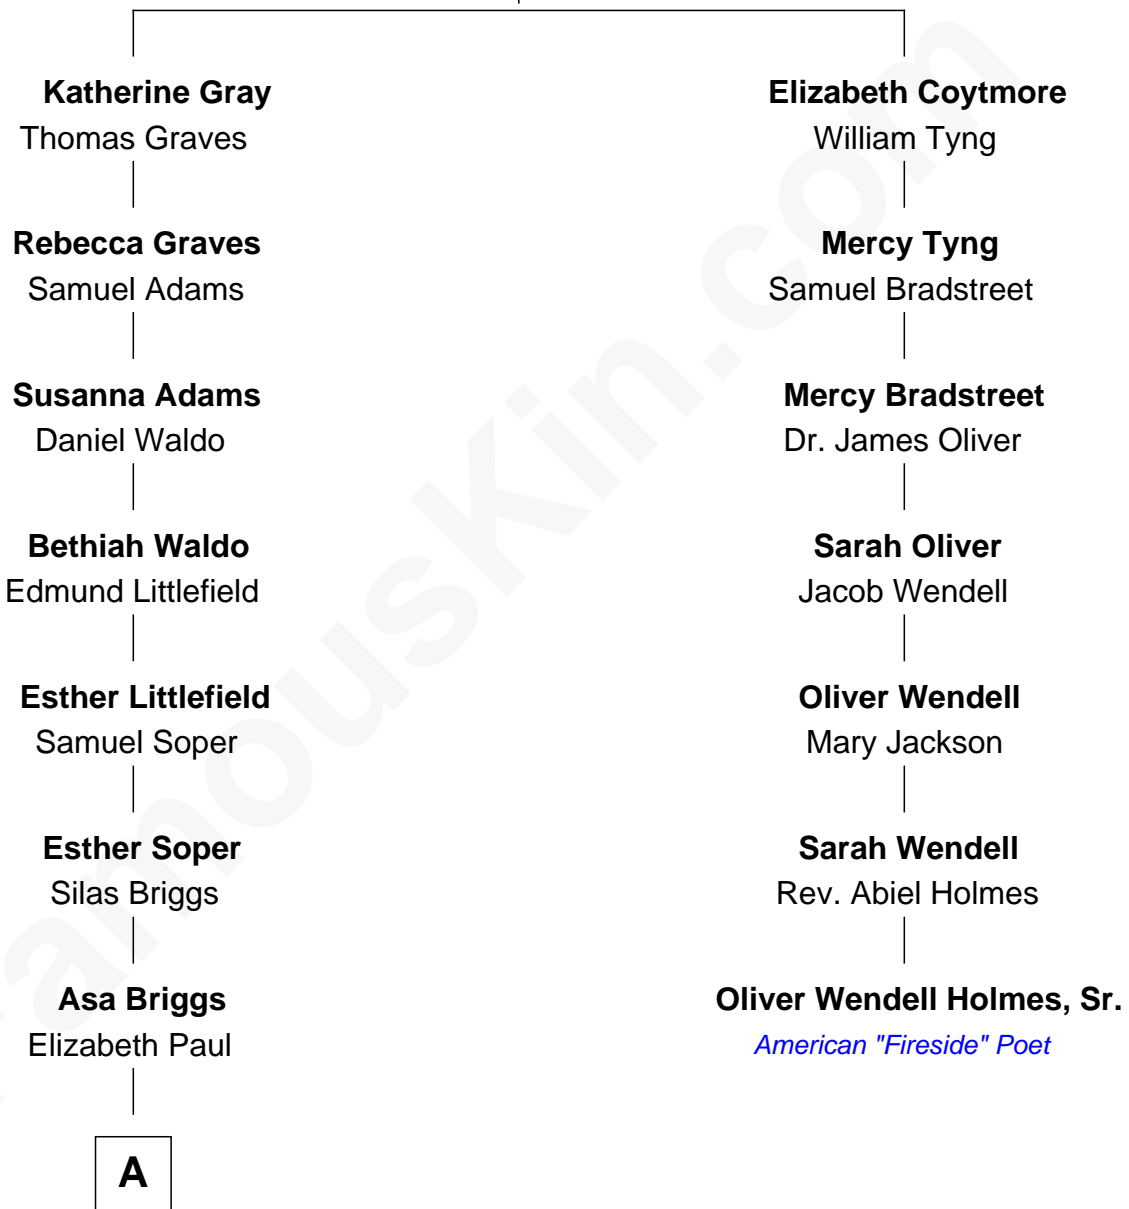 Katherine Gray
Thomas Graves
Rebecca Graves
Samuel Adams
Susanna Adams
Daniel Waldo
Bethiah Waldo
Edmund Littlefield
Esther Littlefield
Samuel Soper
Esther Soper
Silas Briggs
Asa Briggs
Elizabeth Paul
A
Elizabeth Coytmore
William Tyng
Mercy Tyng
Samuel Bradstreet
Mercy Bradstreet
Dr. James Oliver
Sarah Oliver
Jacob Wendell
Oliver Wendell
Mary Jackson
Sarah Wendell
Rev. Abiel Holmes
Oliver Wendell Holmes, Sr.
American "Fireside" Poet
FamousKin.com